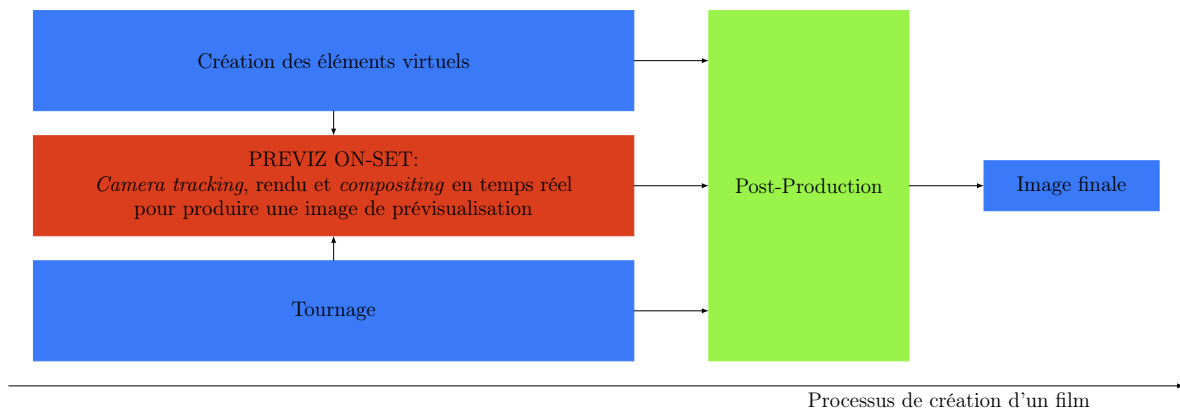 Création des éléments virtuels
PREVIZ ON-SET:
Camera tracking, rendu et compositing en temps réel
pour produire une image de prévisualisation
Tournage
Post-Production
Image finale
Processus de création d'un film